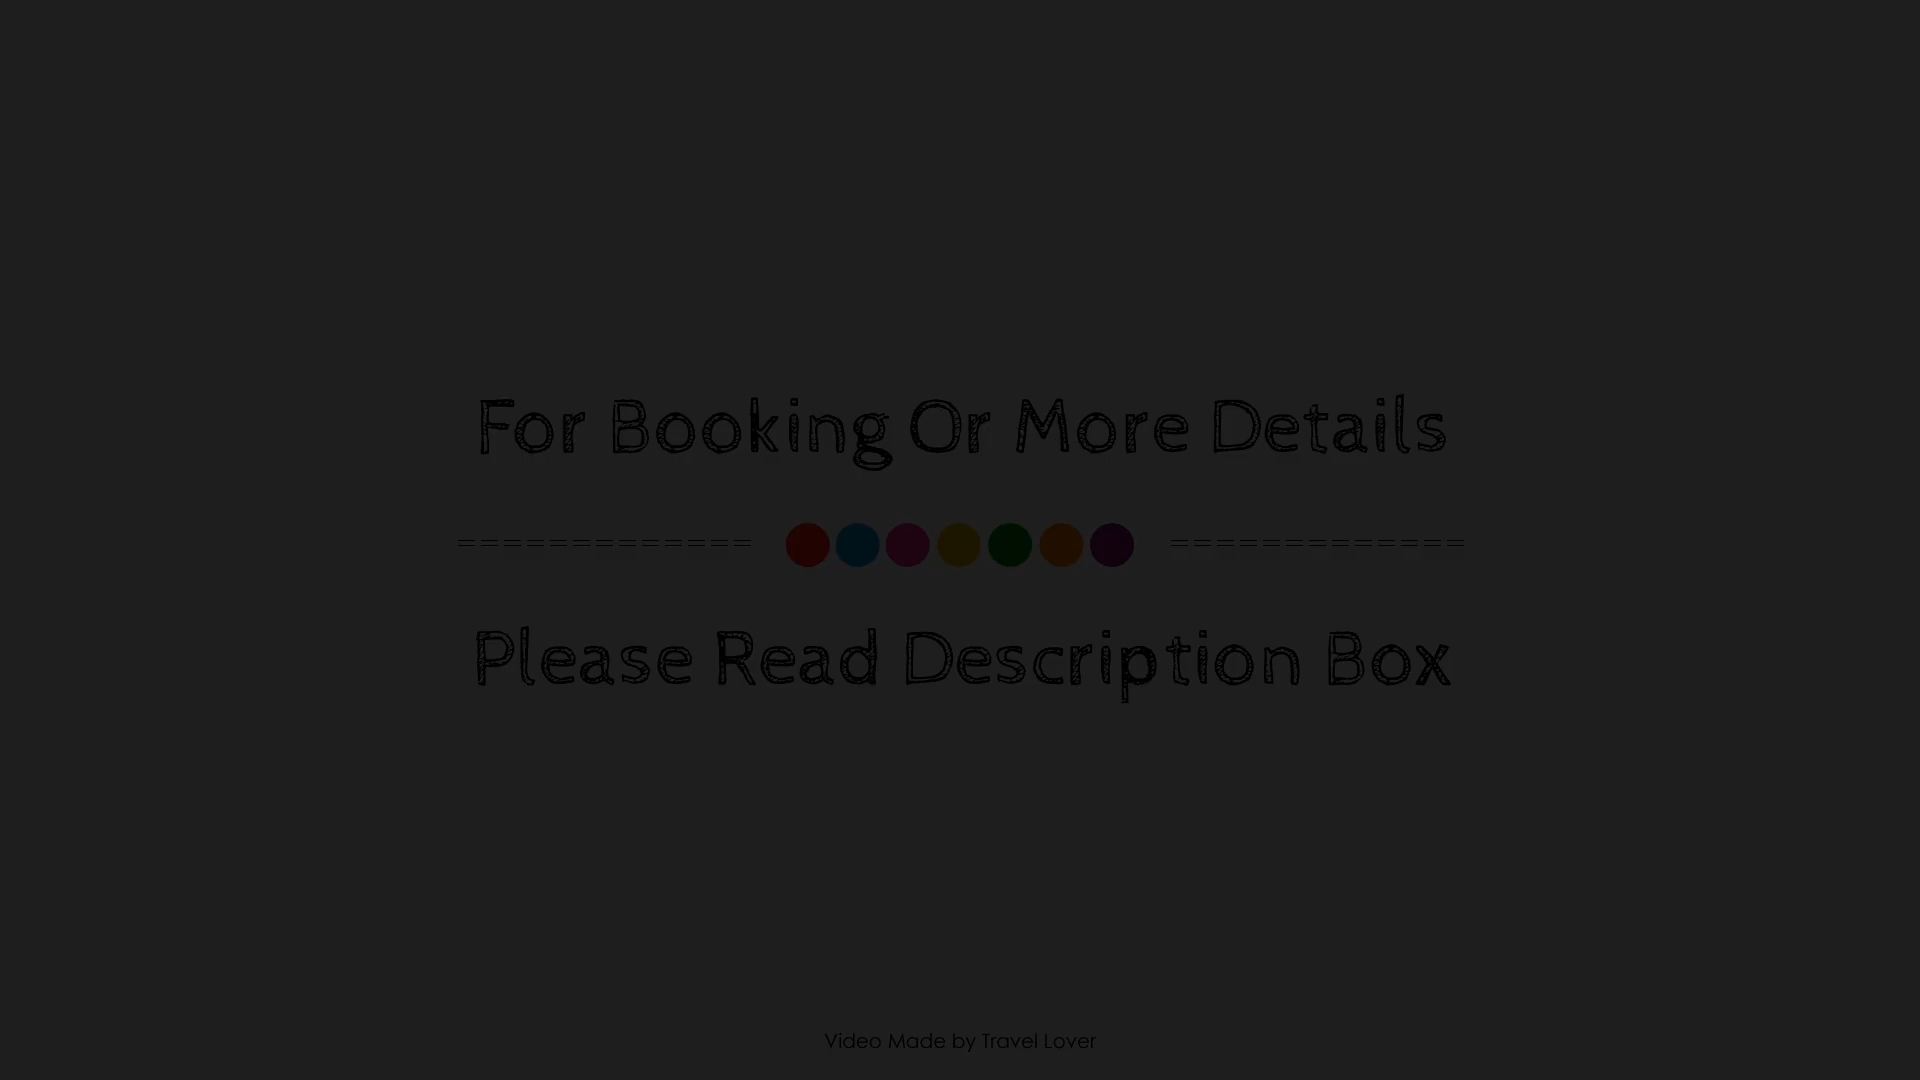 For Booking Or More Details
============= =============
Please Read Description Box
Video Made by Travel Lover